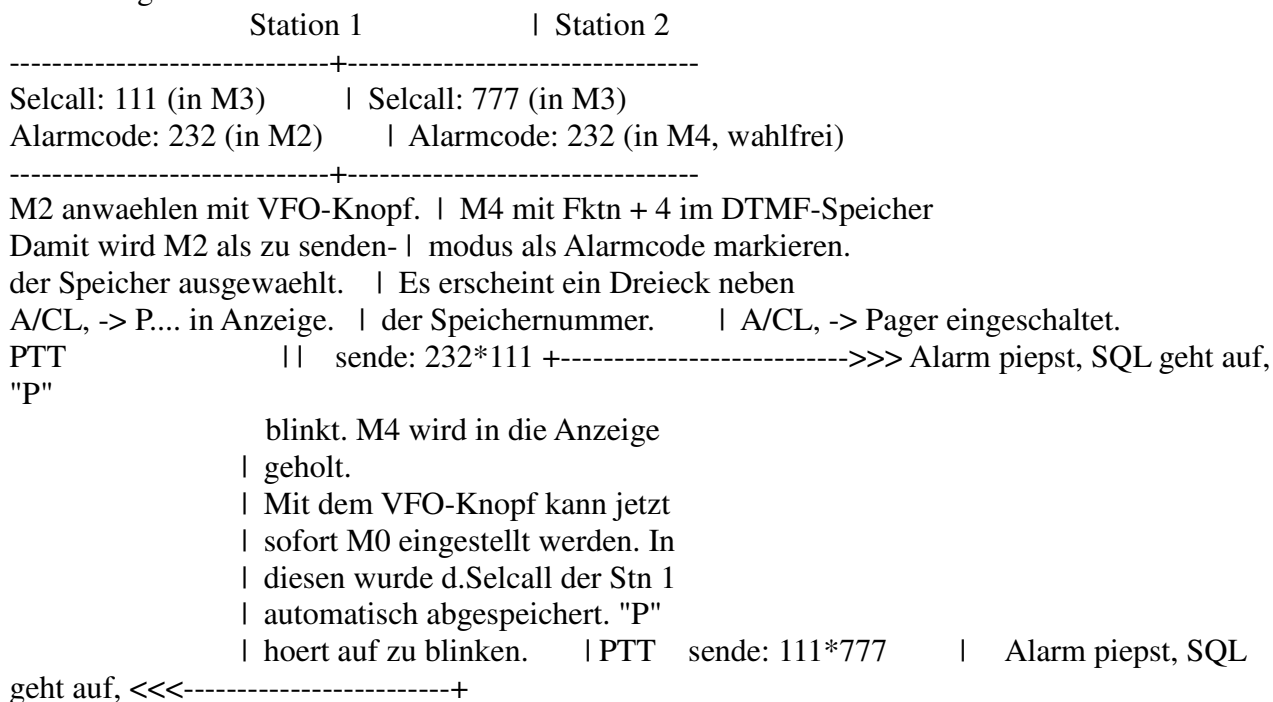 Station 1 | Station 2
------------------------------+---------------------------------
Selcall: 111 (in M3) | Selcall: 777 (in M3)
Alarmcode: 232 (in M2) | Alarmcode: 232 (in M4, wahlfrei)
------------------------------+---------------------------------
M2 anwaehlen mit VFO-Knopf. | M4 mit Fktn + 4 im DTMF-Speicher
Damit wird M2 als zu senden- | modus als Alarmcode markieren.
der Speicher ausgewaehlt. | Es erscheint ein Dreieck neben
A/CL, -> P.... in Anzeige. | der Speichernummer. | A/CL, -> Pager eingeschaltet.
PTT || sende: 232*111 +--------------------------->>> Alarm piepst, SQL geht auf,
"P"
blinkt. M4 wird in die Anzeige
| geholt.
| Mit dem VFO-Knopf kann jetzt
| sofort M0 eingestellt werden. In
| diesen wurde d.Selcall der Stn 1
| automatisch abgespeichert. "P"
| hoert auf zu blinken. |PTT sende: 111*777 | Alarm piepst, SQL
geht auf, <<<-------------------------+